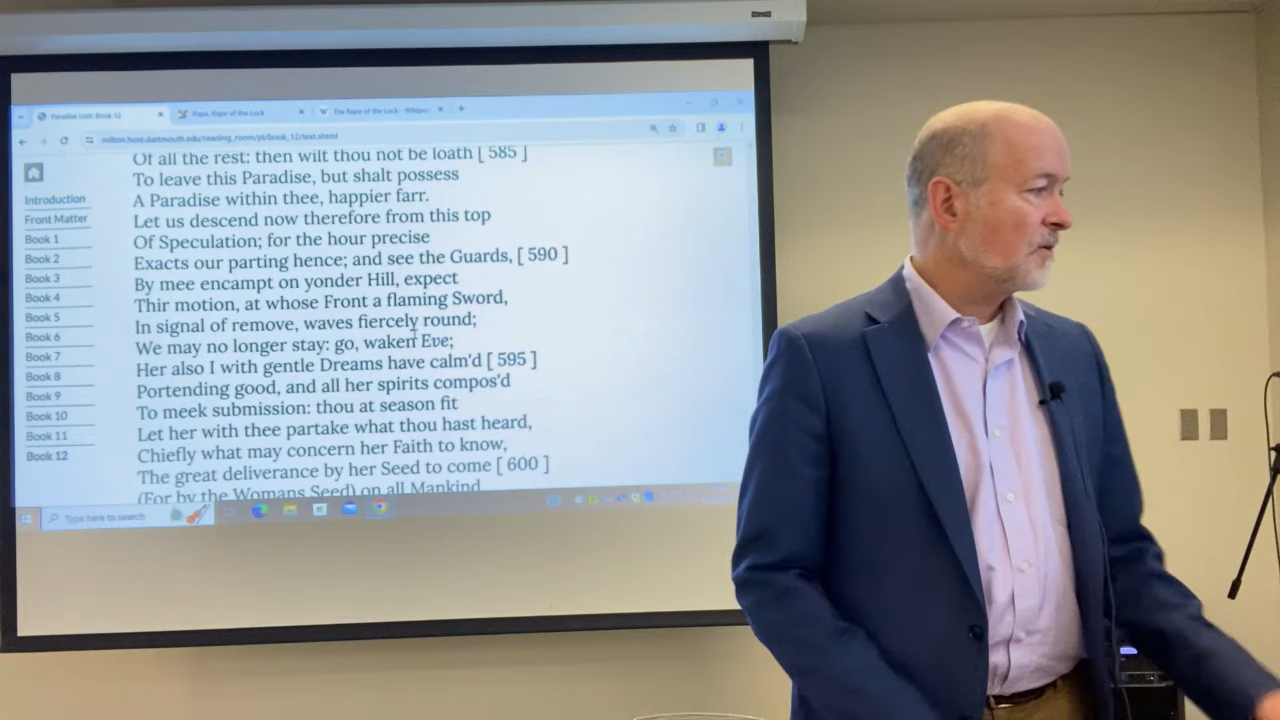 Paradise Lost: Book 12
Pope, Rape of the Lock
The Rape of the Lock - Wikipe
milton.host.dartmouth.edu/reading_room/pl/book_12/text.shtml
Introduction
Front Matter
Book 1
Book 2
Book 3
Book 4
Book 5
Book 6
Book 7
Book 8
Book 9
Book 10
Book 11
Book 12
Of all the rest: then wilt thou not be loath [ 585 ]
To leave this Paradise, but shalt possess
A Paradise within thee, happier farr.
Let us descend now therefore from this top
Of Speculation; for the hour precise
Exacts our parting hence; and see the Guards, [ 590 ]
By mee encampt on yonder Hill, expect
Thir motion, at whose Front a flaming Sword,
In signal of remove, waves fiercely round;
We may no longer stay: go, waken Eve;
Her also I with gentle Dreams have calm'd [ 595 ]
Portending good, and all her spirits compos'd
To meek submission: thou at season fit
Let her with thee partake what thou hast heard,
Chiefly what may concern her Faith to know,
The great deliverance by her Seed to come [ 600 ]
(For by the Womans Seed) on all Mankind
Type here to search